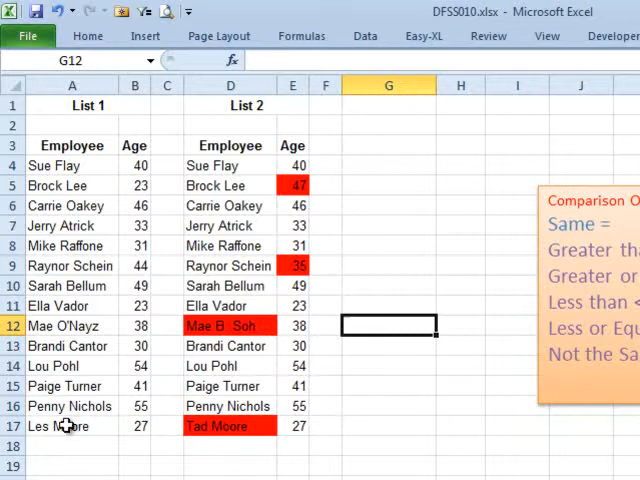 DFSS010.xlsx - Microsoft Excel
File Home Insert Page Layout Formulas Data Easy-XL Review View Developer
G12 fx
A B C D E F G H I J
1 List 1 List 2
2
3 Employee Age Employee Age
4 Sue Flay 40 Sue Flay 40
5 Brock Lee 23 Brock Lee 47
6 Carrie Oakey 46 Carrie Oakey 46
7 Jerry Atrick 33 Jerry Atrick 33
8 Mike Raffone 31 Mike Raffone 31
9 Raynor Schein 44 Raynor Schein 35
10 Sarah Bellum 49 Sarah Bellum 49
11 Ella Vador 23 Ella Vador 23
12 Mae O'Nayz 38 Mae B Soh 38
13 Brandi Cantor 30 Brandi Cantor 30
14 Lou Pohl 54 Lou Pohl 54
15 Paige Turner 41 Paige Turner 41
16 Penny Nichols 55 Penny Nichols 55
17 Les Moore 27 Tad Moore 27
18
19
Comparison O
Same =
Greater tha
Greater or
Less than <
Less or Equ
Not the Sa